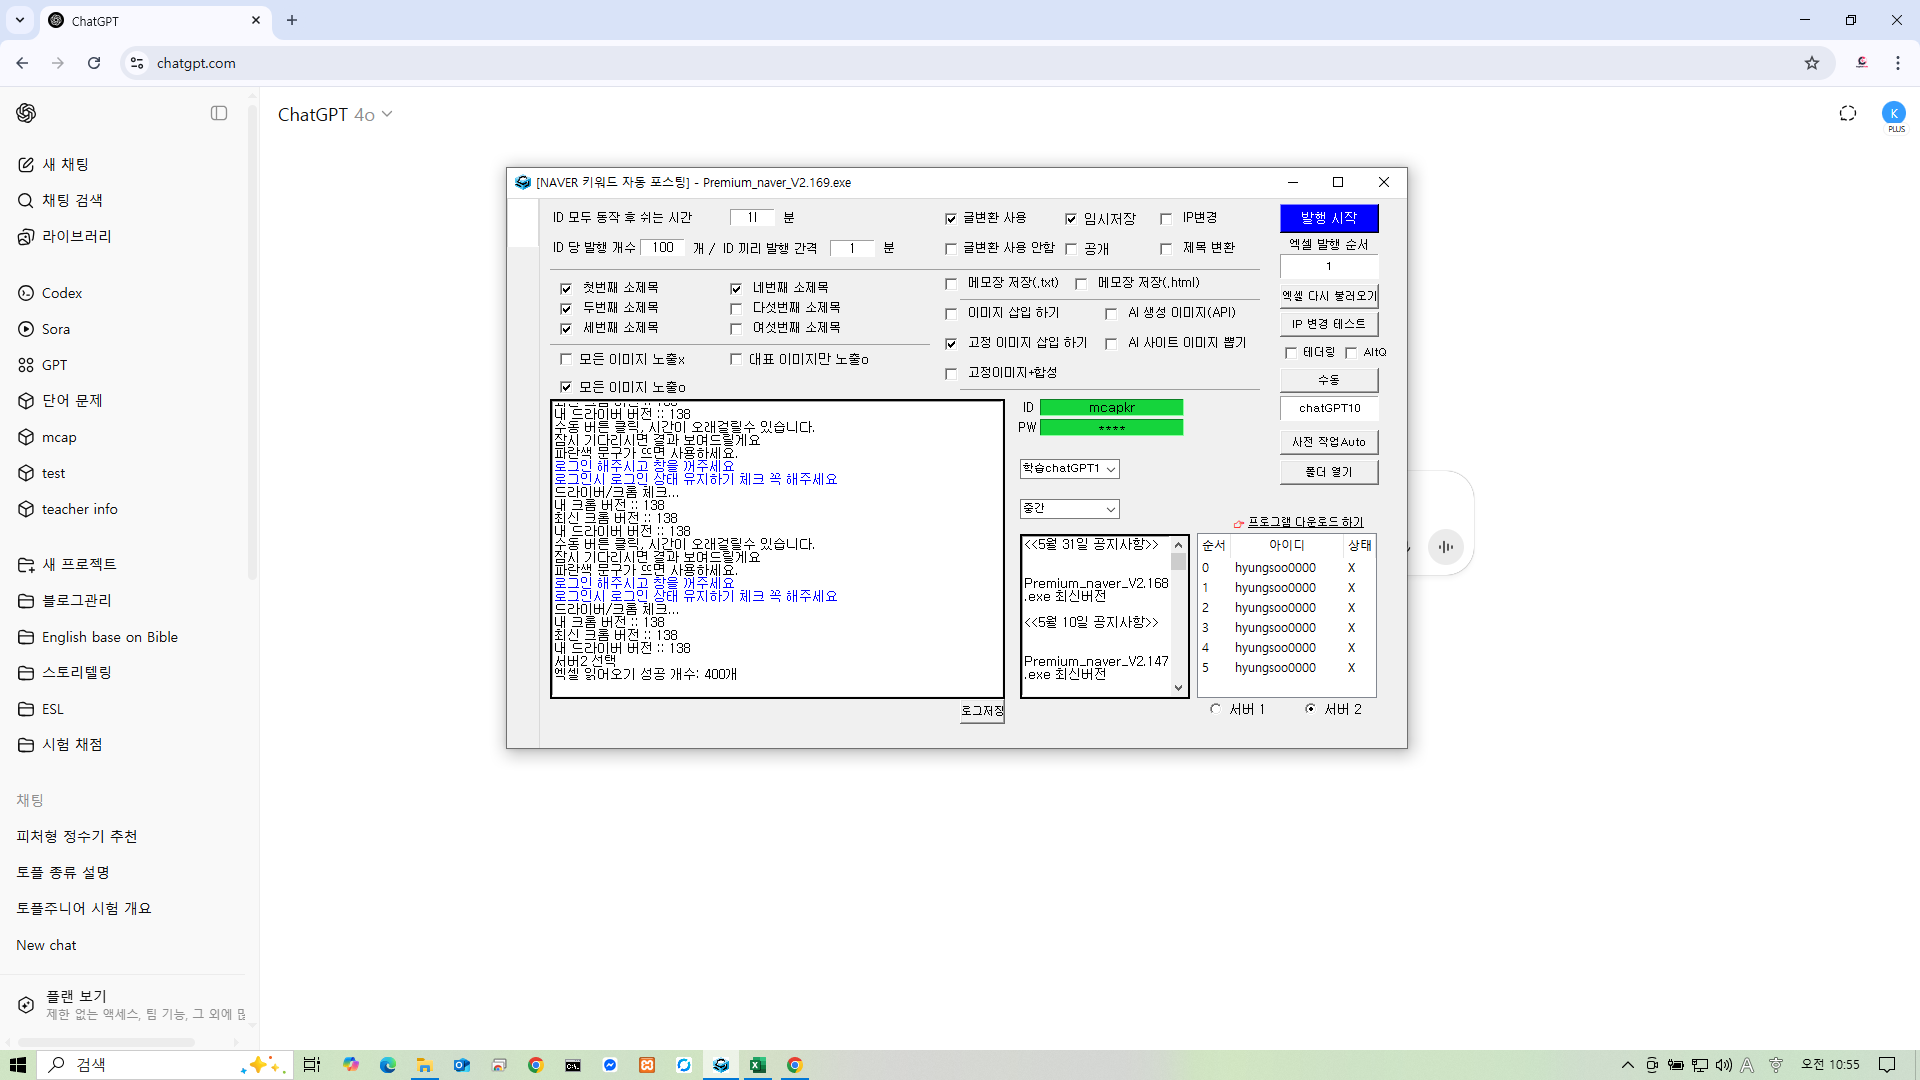 ChatGPT
chatgpt.com
ChatGPT 4o
K
PLUS
새 채팅
채팅 검색
라이브러리
Codex
Sora
GPT
단어 문제
mcap
test
teacher info
새 프로젝트
블로그관리
English base on Bible
스토리텔링
ESL
시험 채점
채팅
피처형 정수기 추천
토플 종류 설명
토플주니어 시험 개요
New chat
플랜 보기
제한 없는 액세스, 팀 기능, 그 외에 많
[NAVER 키워드 자동 포스팅] - Premium_naver_V2.169.exe
ID 모두 동작 후 쉬는 시간 1 분
ID 당 발행 개수 100 개 / ID 끼리 발행 간격 1 분
글변환 사용 임시저장 IP변경
글변환 사용 안함 공개 제목 변환
첫번째 소제목 네번째 소제목
두번째 소제목 다섯번째 소제목
세번째 소제목 여섯번째 소제목
모든 이미지 노출x 대표 이미지만 노출o
모든 이미지 노출o
메모장 저장(.txt) 메모장 저장(.html)
이미지 삽입 하기 AI 생성 이미지(API)
고정 이미지 삽입 하기 AI 사이트 이미지 뽑기
고정이미지+합성
발행 시작
엑셀 발행 순서
1
엑셀 다시 불러오기
IP 변경 테스트
테더링 AltQ
수동
chatGPT10
사전 작업Auto
폴더 열기
최신 크롬 버전 :: 138
내 드라이버 버전 :: 138
수동 버튼 클릭, 시간이 오래걸릴수 있습니다.
잠시 기다리시면 결과 보여드릴게요
파란색 문구가 뜨면 사용하세요.
로그인 해주시고 창을 꺼주세요
로그인시 로그인 상태 유지하기 체크 꼭 해주세요
드라이버/크롬 체크...
내 크롬 버전 :: 138
최신 크롬 버전 :: 138
내 드라이버 버전 :: 138
수동 버튼 클릭, 시간이 오래걸릴수 있습니다.
잠시 기다리시면 결과 보여드릴게요
파란색 문구가 뜨면 사용하세요.
로그인 해주시고 창을 꺼주세요
로그인시 로그인 상태 유지하기 체크 꼭 해주세요
드라이버/크롬 체크...
내 크롬 버전 :: 138
최신 크롬 버전 :: 138
내 드라이버 버전 :: 138
서버2 선택
엑셀 읽어오기 성공 개수: 400개
로그저장
ID mcapkr
PW ****
학습chatGPT1
중간
<<5월 31일 공지사항>>
Premium_naver_V2.168
.exe 최신버전
<<5월 10일 공지사항>>
Premium_naver_V2.147
.exe 최신버전
프로그램 다운로드 하기
순서 아이디 상태
0 hyungsoo0000 X
1 hyungsoo0000 X
2 hyungsoo0000 X
3 hyungsoo0000 X
4 hyungsoo0000 X
5 hyungsoo0000 X
서버 1 서버 2
검색
오전 10:55